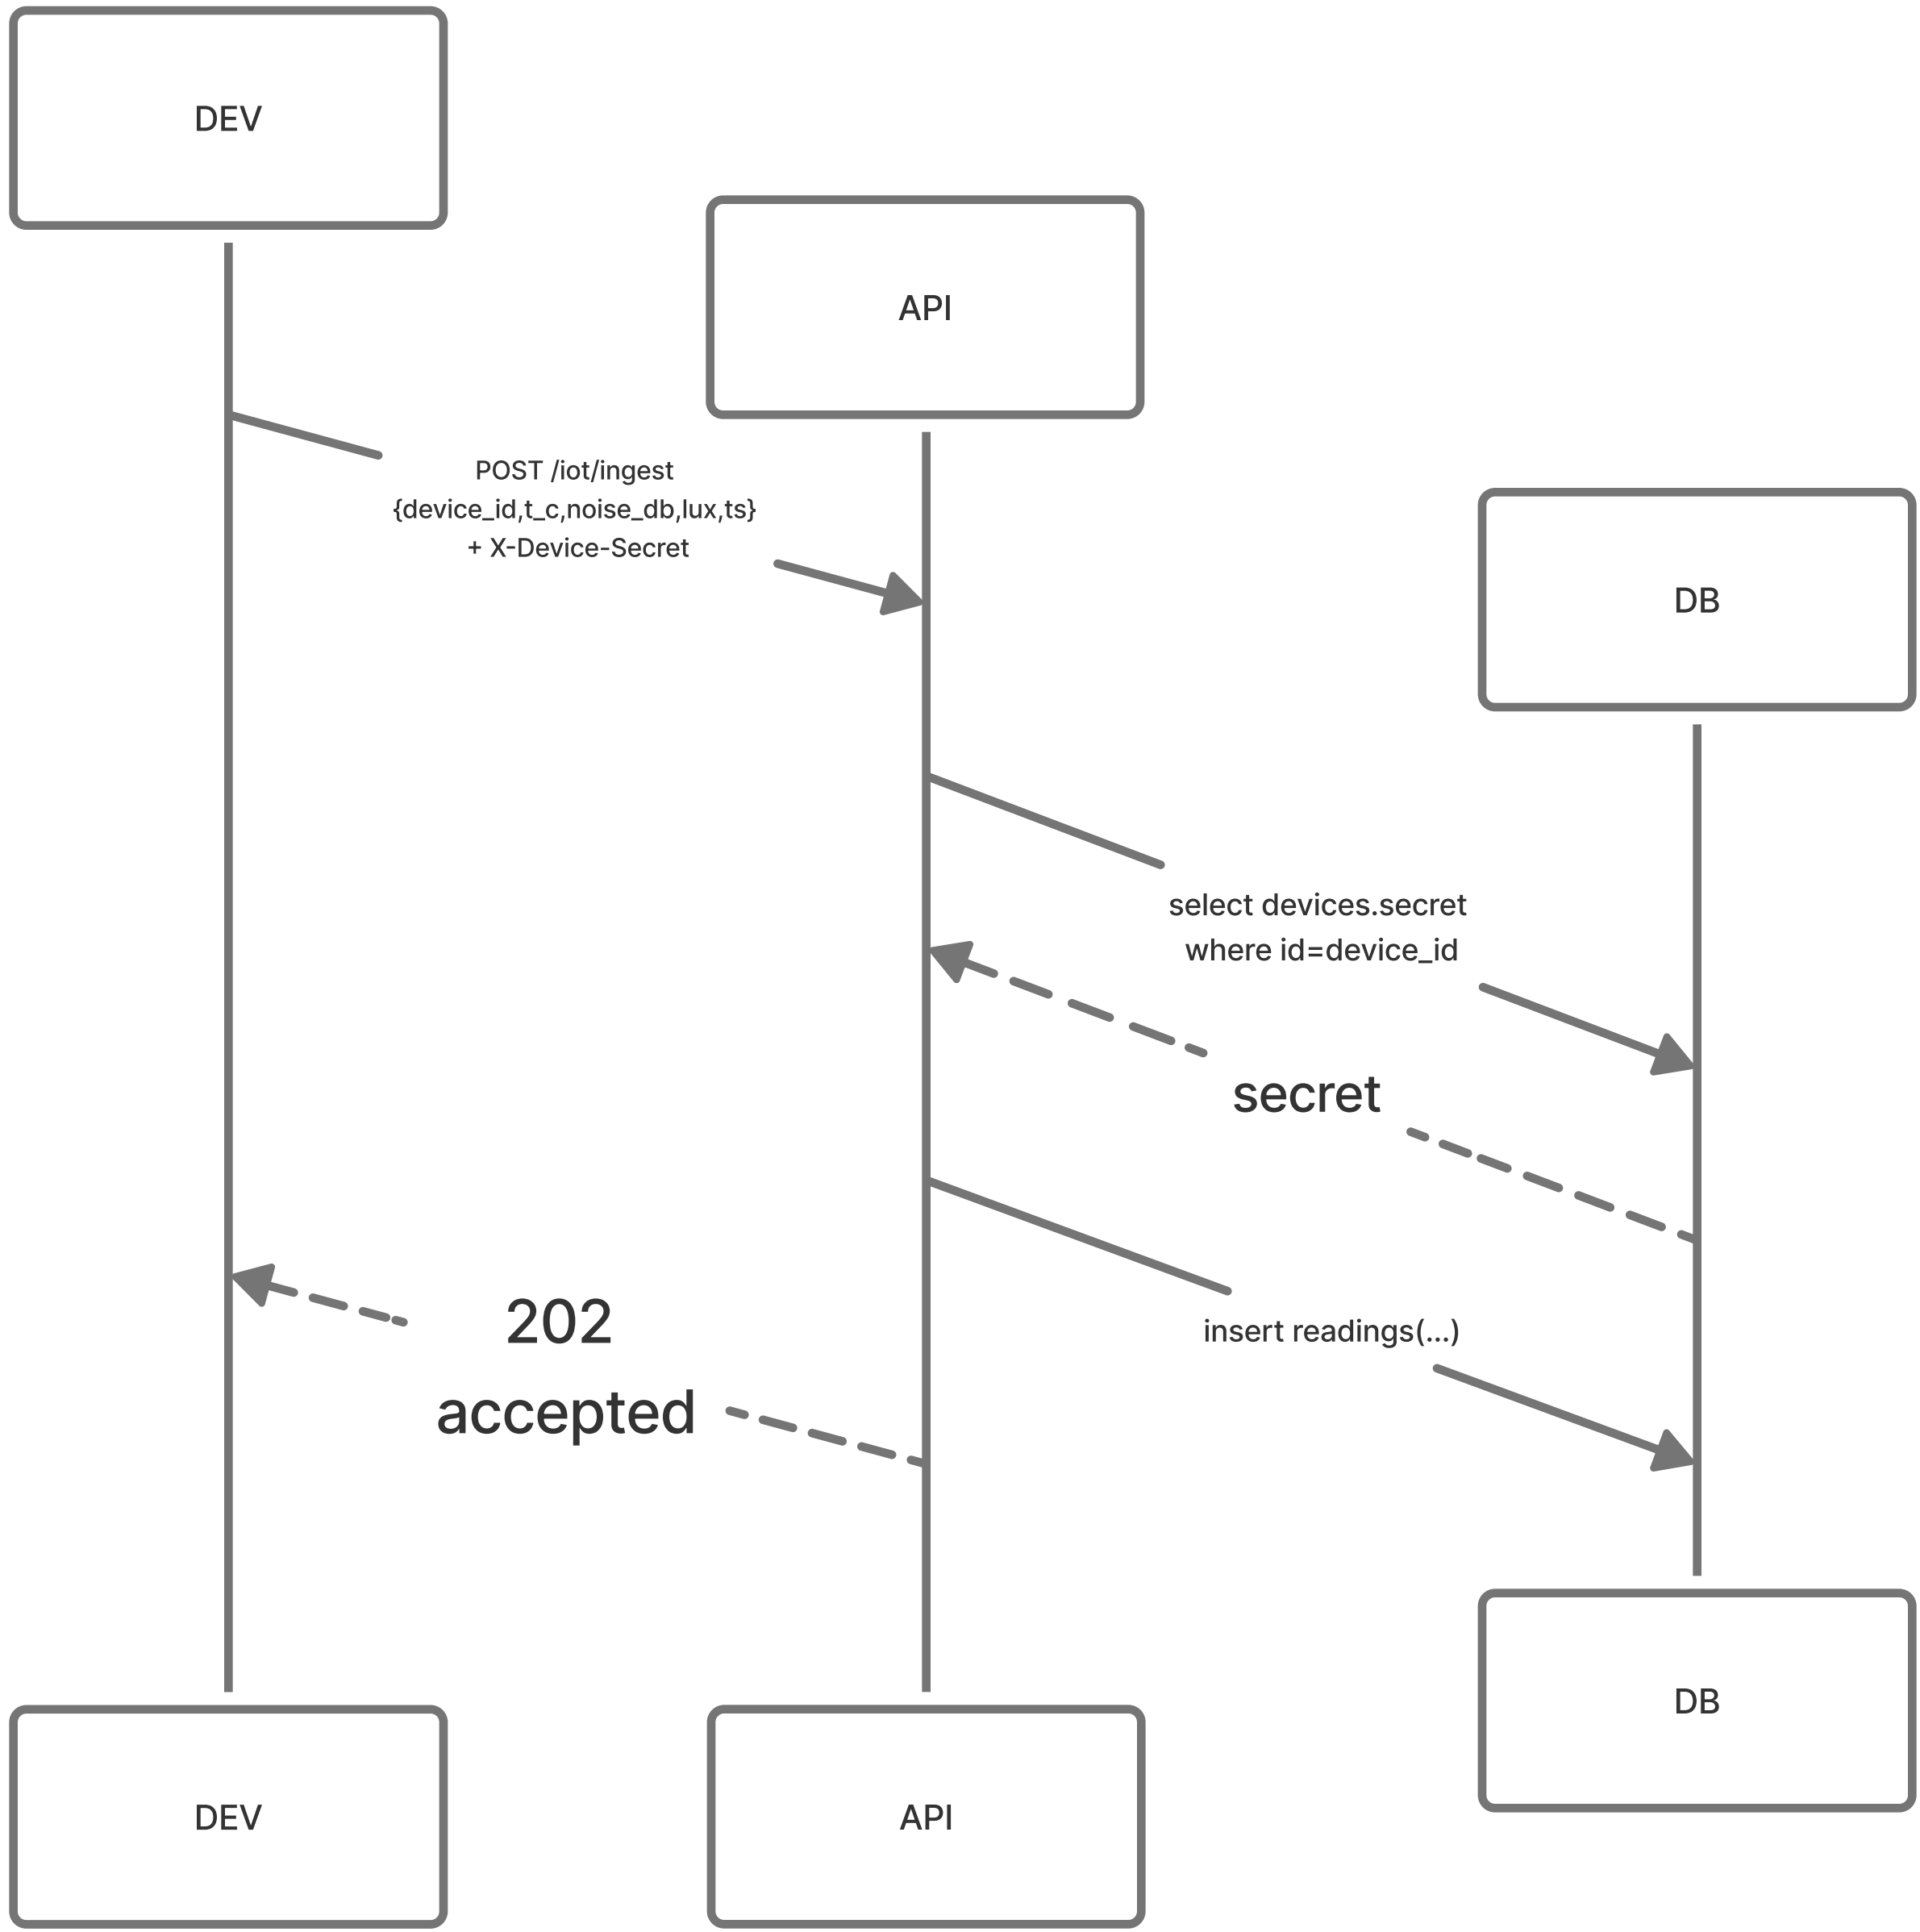 DEV
API
POST /iot/ingest
{device_id,t_c,noise_db,lux,ts}
+ X-Device-Secret
DB
select devices.secret
where id=device_id
secret
202
accepted
insert readings(...)
DB
DEV
API